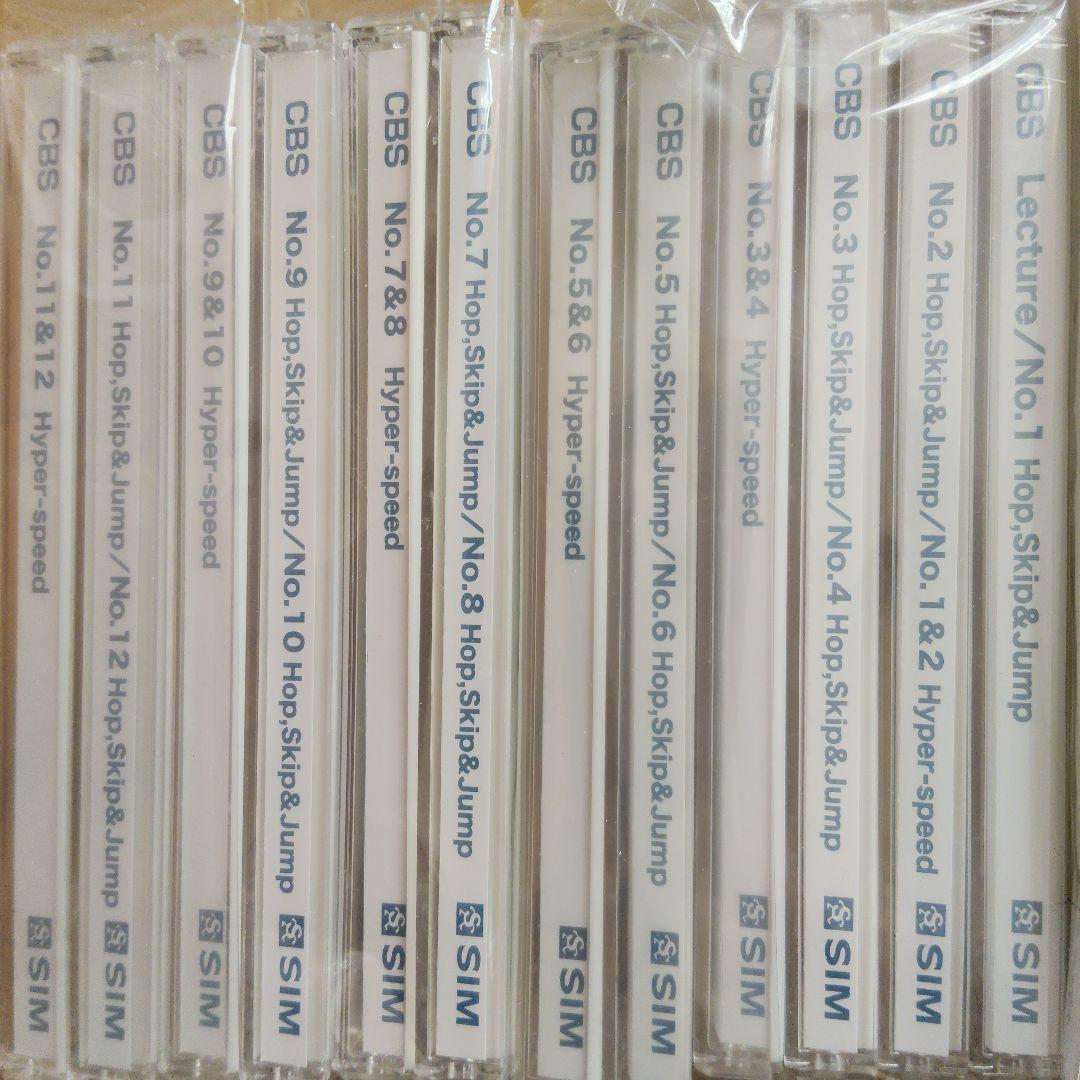 CBS No.11&12 Hyper-speed SIM
CBS No.11 Hop,Skip&Jump/No.12 Hop,Skip&Jump SIM
CBS No.9&10 Hyper-speed SIM
CBS No.9 Hop,Skip&Jump/No.10 Hop,Skip&Jump SIM
CBS No.7&8 Hyper-speed SIM
CBS No.7 Hop,Skip&Jump/No.8 Hop,Skip&Jump SIM
CBS No.5&6 Hyper-speed SIM
CBS No.5 Hop,Skip&Jump/No.6 Hop,Skip&Jump SIM
CBS No.3&4 Hyper-speed SIM
CBS No.3 Hop,Skip&Jump/No.4 Hop,Skip&Jump SIM
CBS No.2 Hop,Skip&Jump/No.1&2 Hyper-speed SIM
CBS Lecture/No.1 Hop,Skip&Jump SIM